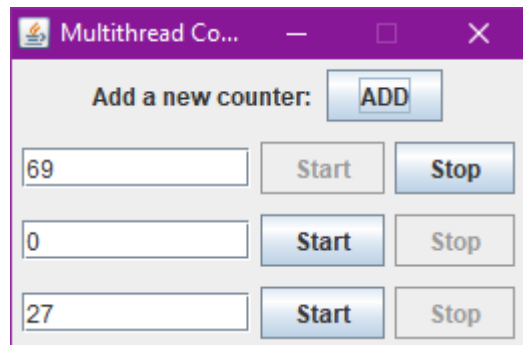 Multithread Co...
Add a new counter: ADD
69 Start Stop
0 Start Stop
27 Start Stop